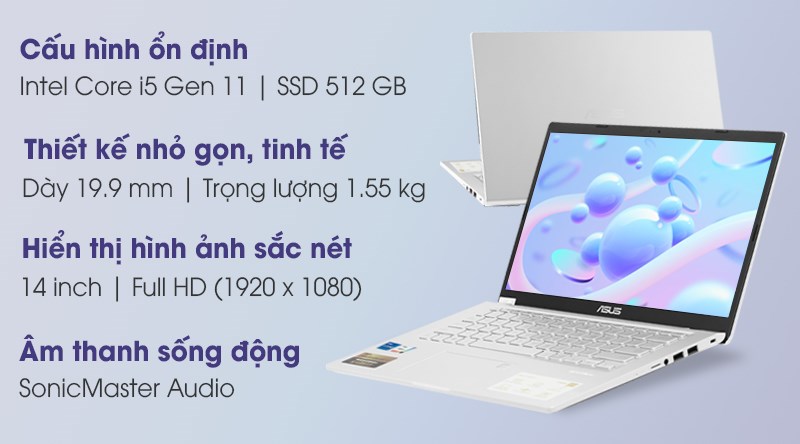 Cấu hình ổn định
Intel Core i5 Gen 11 | SSD 512 GB
Thiết kế nhỏ gọn, tinh tế
Dày 19.9 mm | Trọng lượng 1.55 kg
Hiển thị hình ảnh sắc nét
14 inch | Full HD (1920 x 1080)
Âm thanh sống động
SonicMaster Audio
ASUS